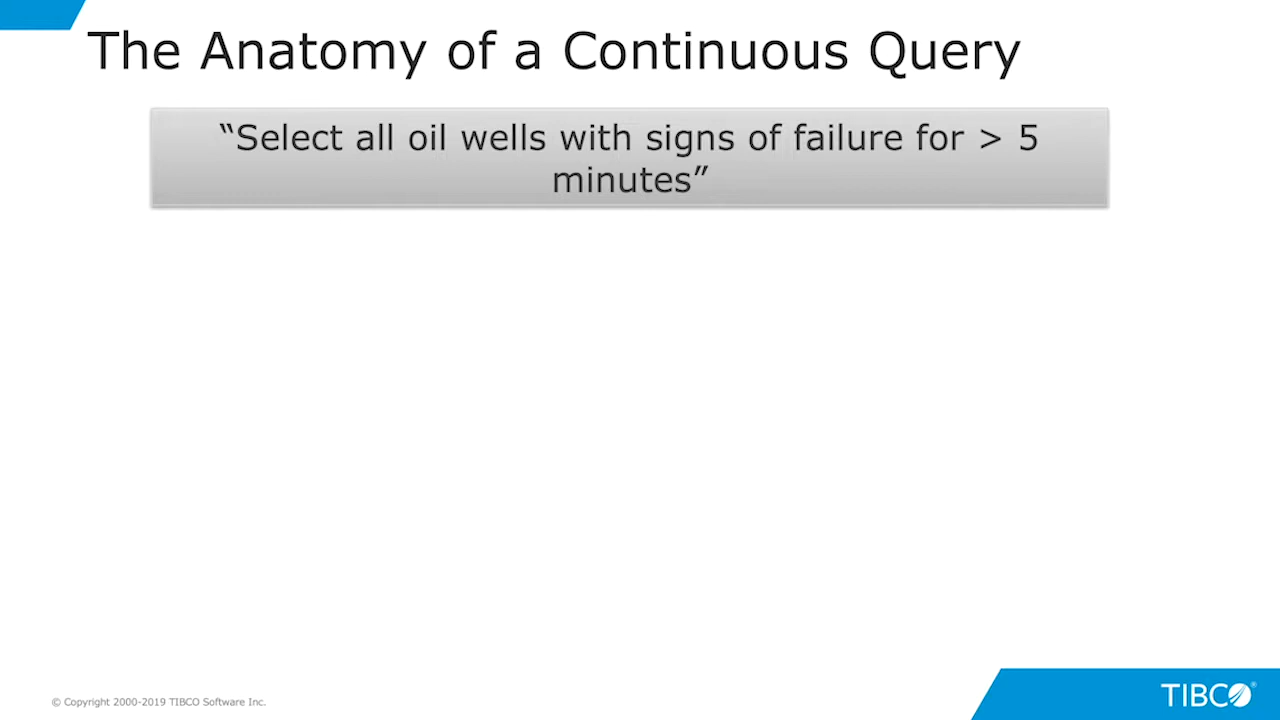 The Anatomy of a Continuous Query
“Select all oil wells with signs of failure for > 5
minutes”
© Copyright 2000-2019 TIBCO Software Inc.
TIBCO®